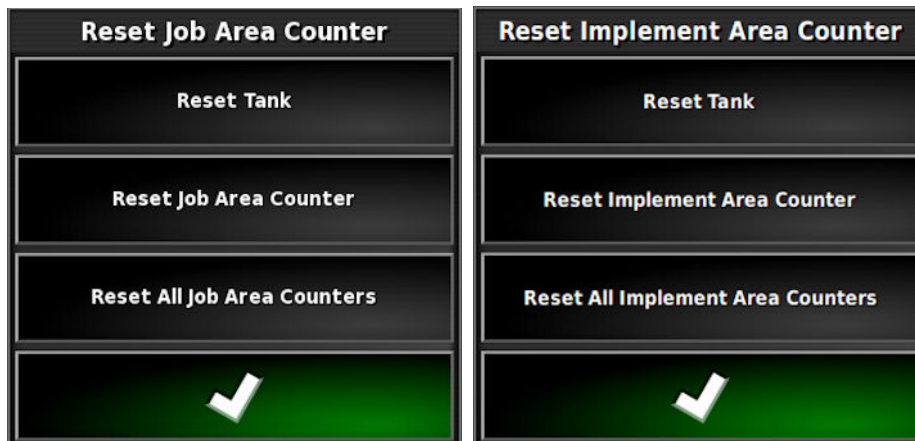 Reset Job Area Counter
Reset Tank
Reset Job Area Counter
Reset All Job Area Counters
Reset Implement Area Counter
Reset Tank
Reset Implement Area Counter
Reset All Implement Area Counters